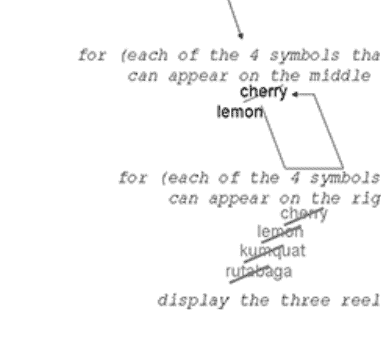 for (each of the 4 symbols tha
can appear on the middle
cherry
lemon
for (each of the 4 symbols
can appear on the rig
cherry
lemon
kumquat
rutabaga
display the three reel